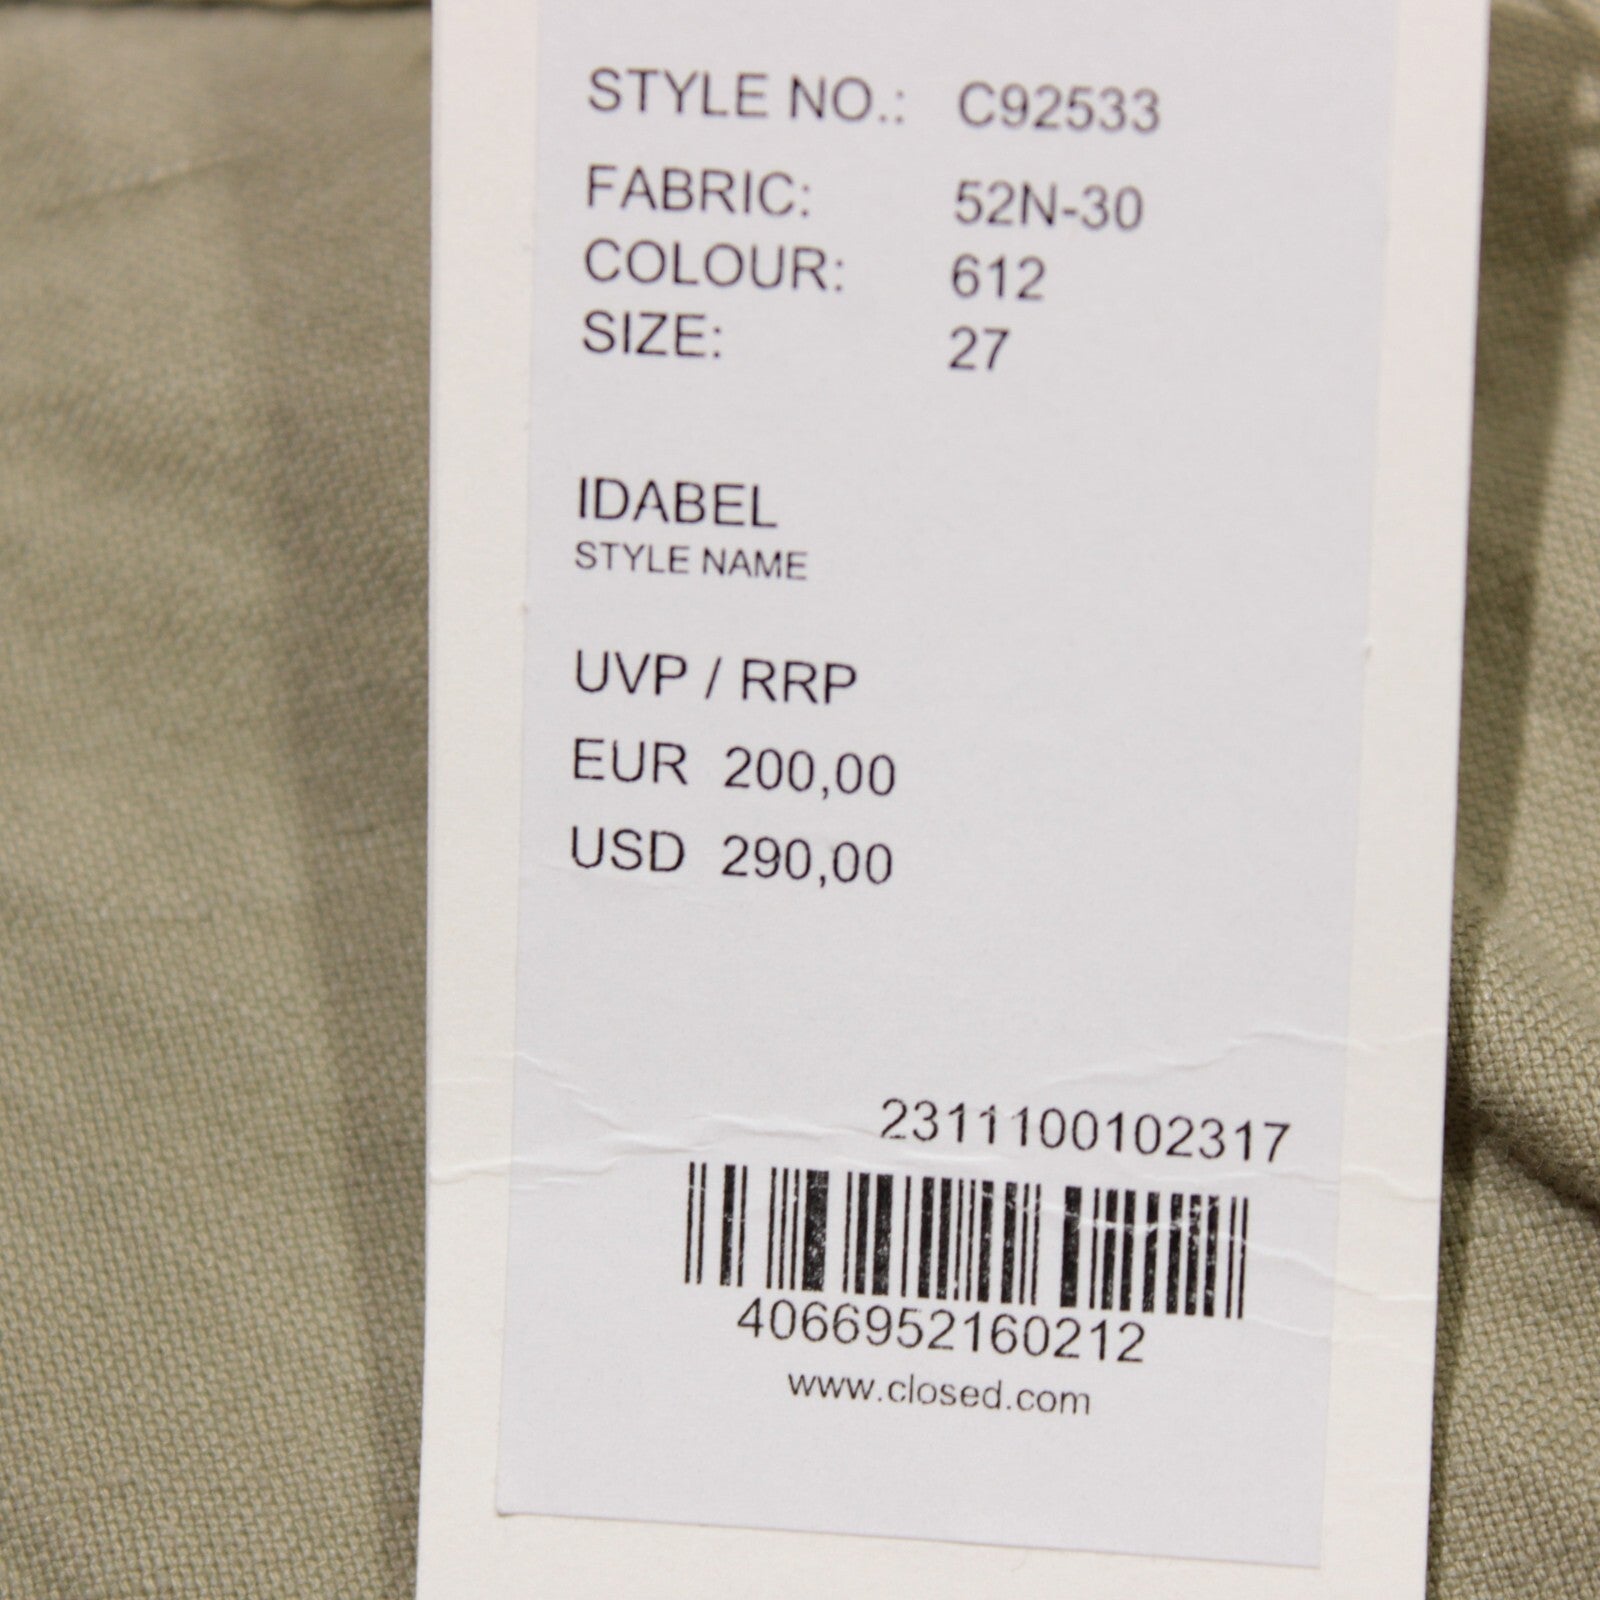 STYLE NO.: C92533
FABRIC: 52N-30
COLOUR: 612
SIZE: 27
IDABEL
STYLE NAME
UVP / RRP
EUR 200,00
USD 290,00
2311100102317
4066952160212
www.closed.com